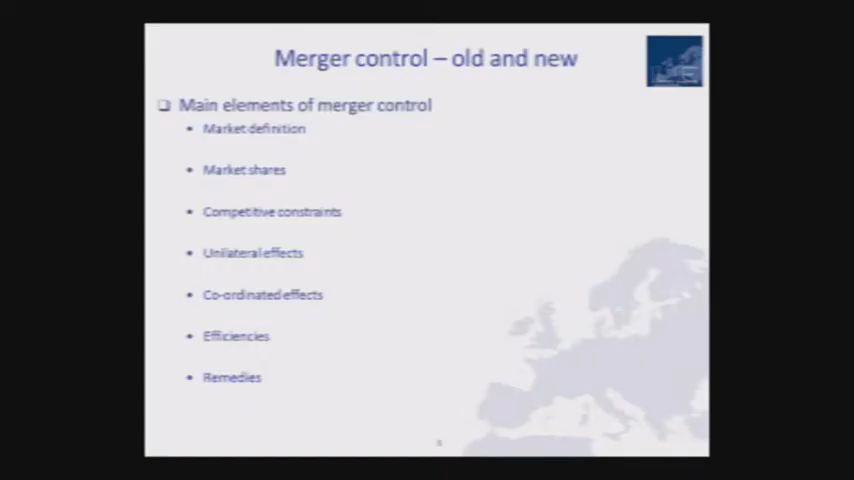 Merger control – old and new
❑ Main elements of merger control
• Market definition
• Market shares
• Competitive constraints
• Unilateral effects
• Co-ordinated effects
• Efficiencies
• Remedies